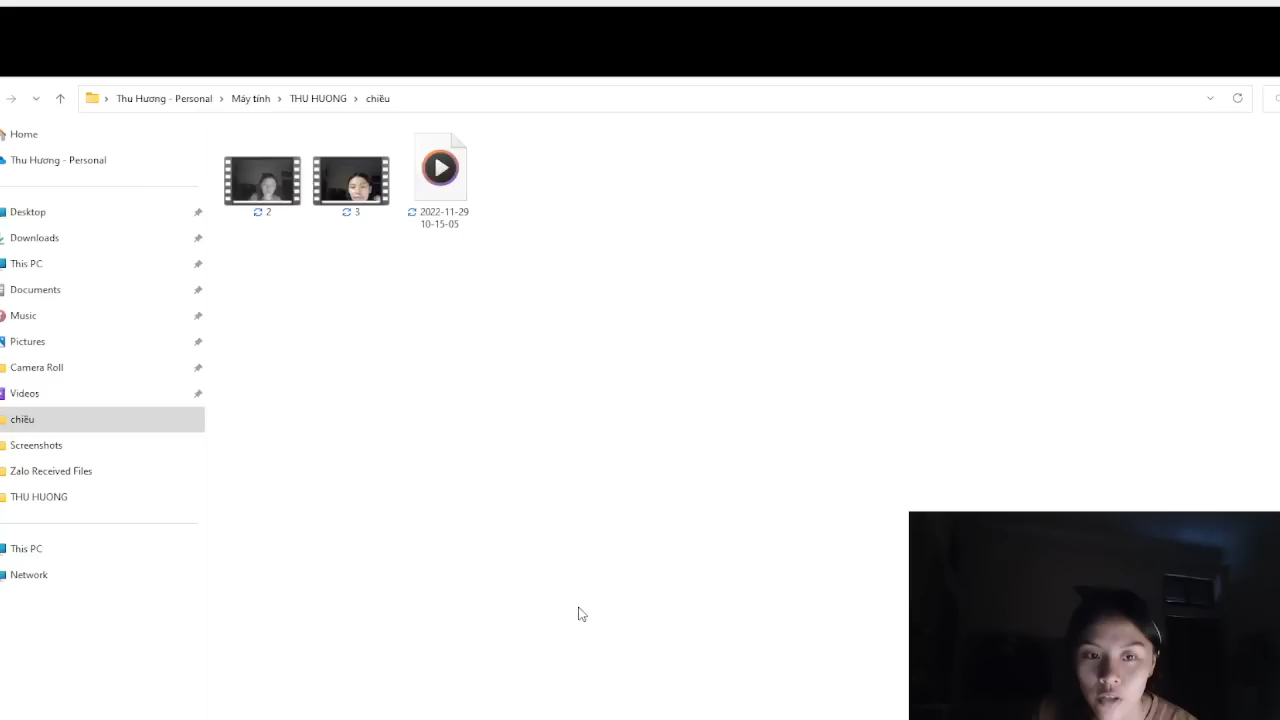 Thu Hương - Personal > Máy tính > THU HUONG > chiều
Home
Thu Hương - Personal
Desktop
Downloads
This PC
Documents
Music
Pictures
Camera Roll
Videos
chiều
Screenshots
Zalo Received Files
THU HUONG
This PC
Network
2
3
2022-11-29
10-15-05